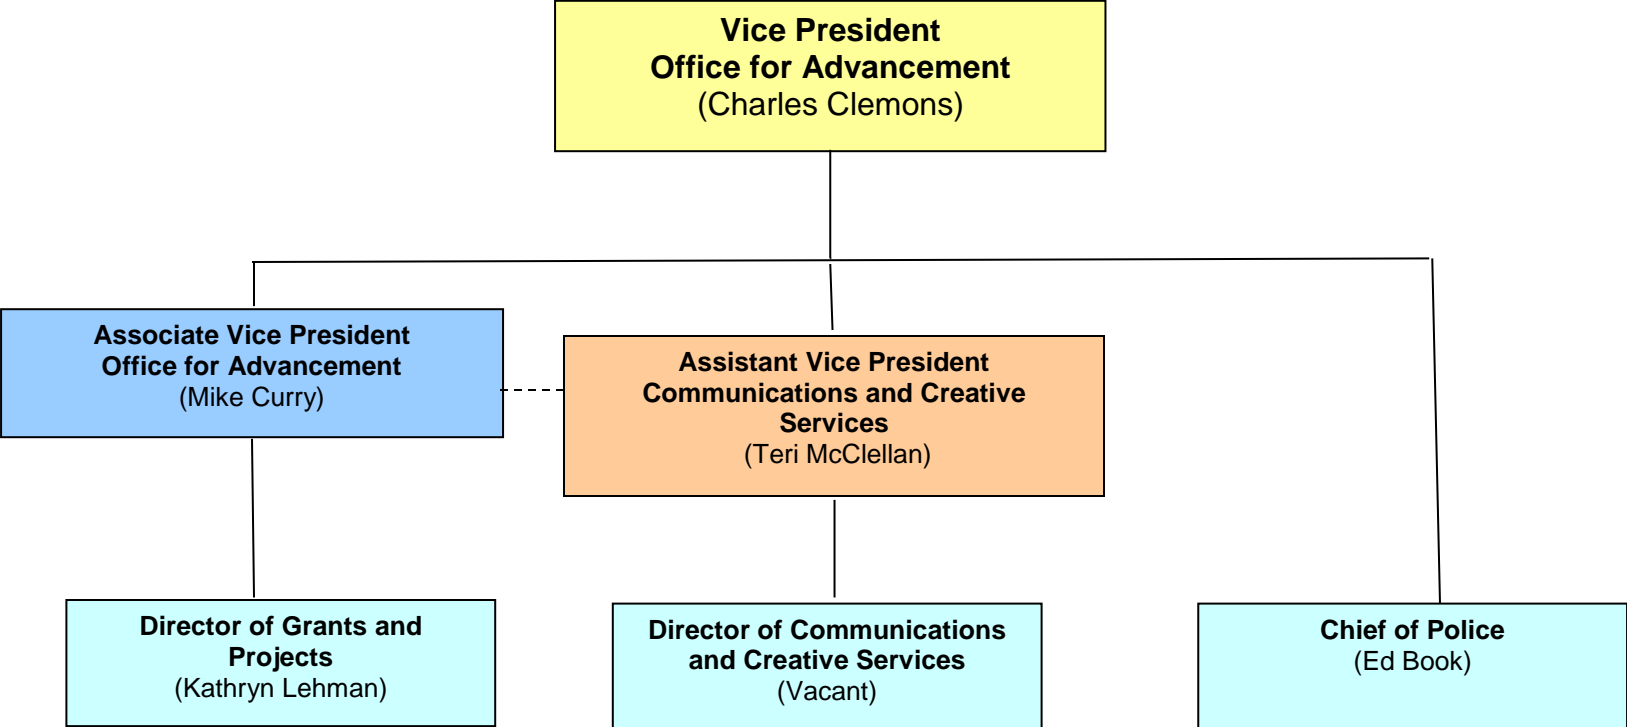 Vice President
Office for Advancement
(Charles Clemons)
Associate Vice President
Office for Advancement
(Mike Curry)
Assistant Vice President
Communications and Creative
Services
(Teri McClellan)
Director of Grants and
Projects
(Kathryn Lehman)
Director of Communications
and Creative Services
(Vacant)
Chief of Police
(Ed Book)